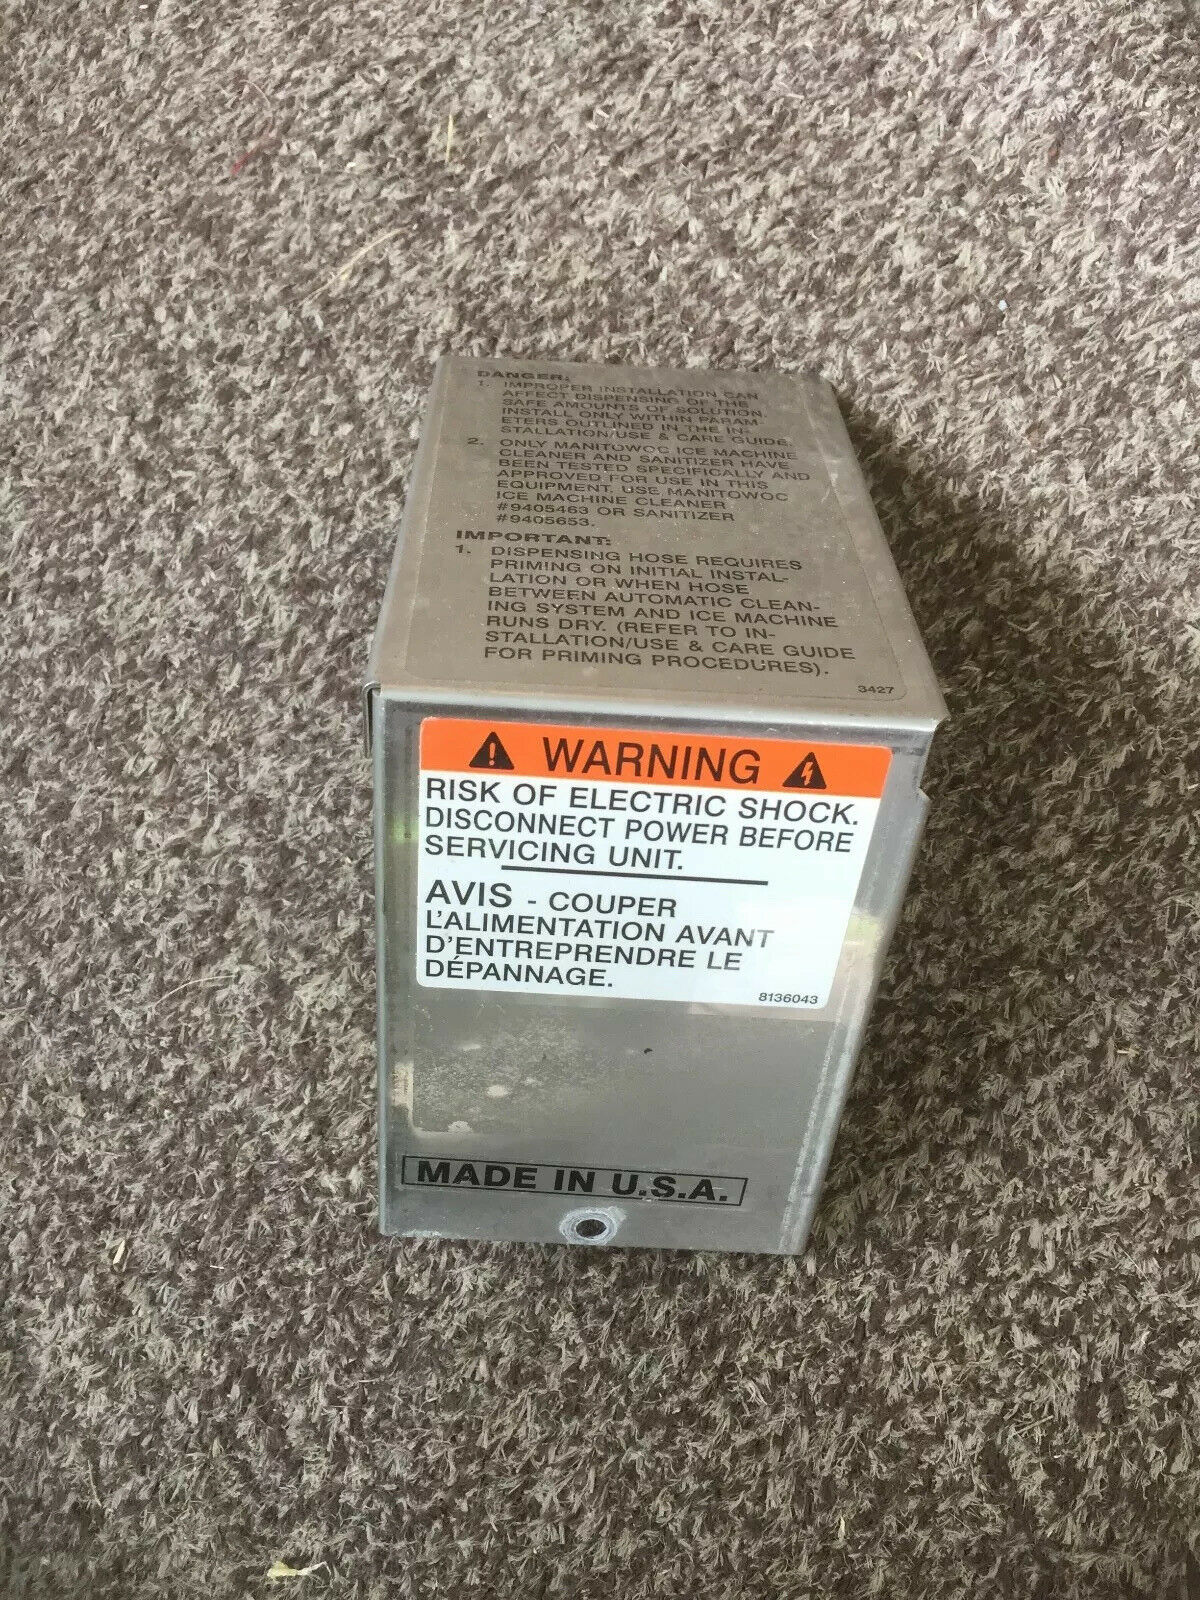 DANGER:
1. IMPROPER INSTALLATION CAN
AFFECT DISPENSING OF THE
SAFE AMOUNTS OF SOLUTION.
INSTALL ONLY WITHIN PARAM-
ETERS OUTLINED IN THE IN-
STALLATION/USE & CARE GUIDE.
2. ONLY MANITOWOC ICE MACHINE
CLEANER AND SANITIZER HAVE
BEEN TESTED SPECIFICALLY AND
APPROVED FOR USE IN THIS
EQUIPMENT. USE MANITOWOC
ICE MACHINE CLEANER
#9405463 OR SANITIZER
#9405653.
IMPORTANT:
1. DISPENSING HOSE REQUIRES
PRIMING ON INITIAL INSTAL-
LATION OR WHEN HOSE
BETWEEN AUTOMATIC CLEAN-
ING SYSTEM AND ICE MACHINE
RUNS DRY. (REFER TO IN-
STALLATION/USE & CARE GUIDE
FOR PRIMING PROCEDURES).
3427
WARNING
RISK OF ELECTRIC SHOCK.
DISCONNECT POWER BEFORE
SERVICING UNIT.
AVIS - COUPER
L'ALIMENTATION AVANT
D'ENTREPRENDRE LE
DÉPANNAGE.
8136043
MADE IN U.S.A.